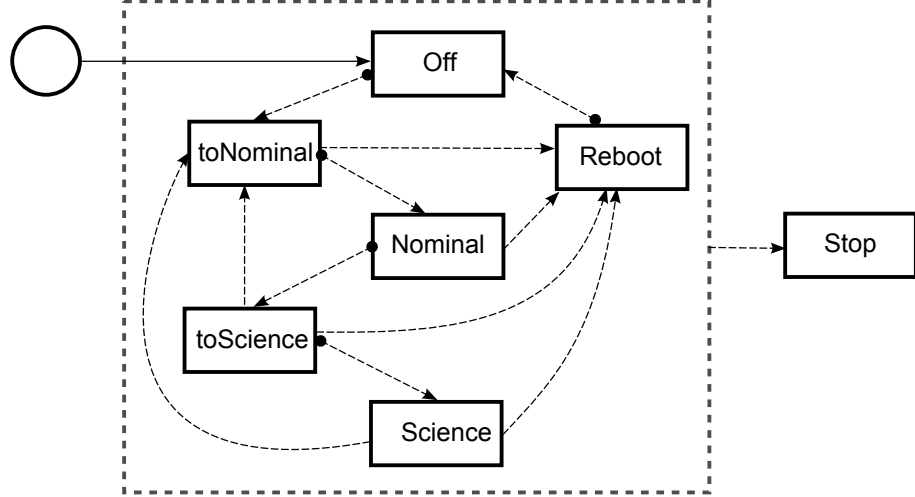 Off
toNominal
Reboot
Nominal
Stop
toScience
Science